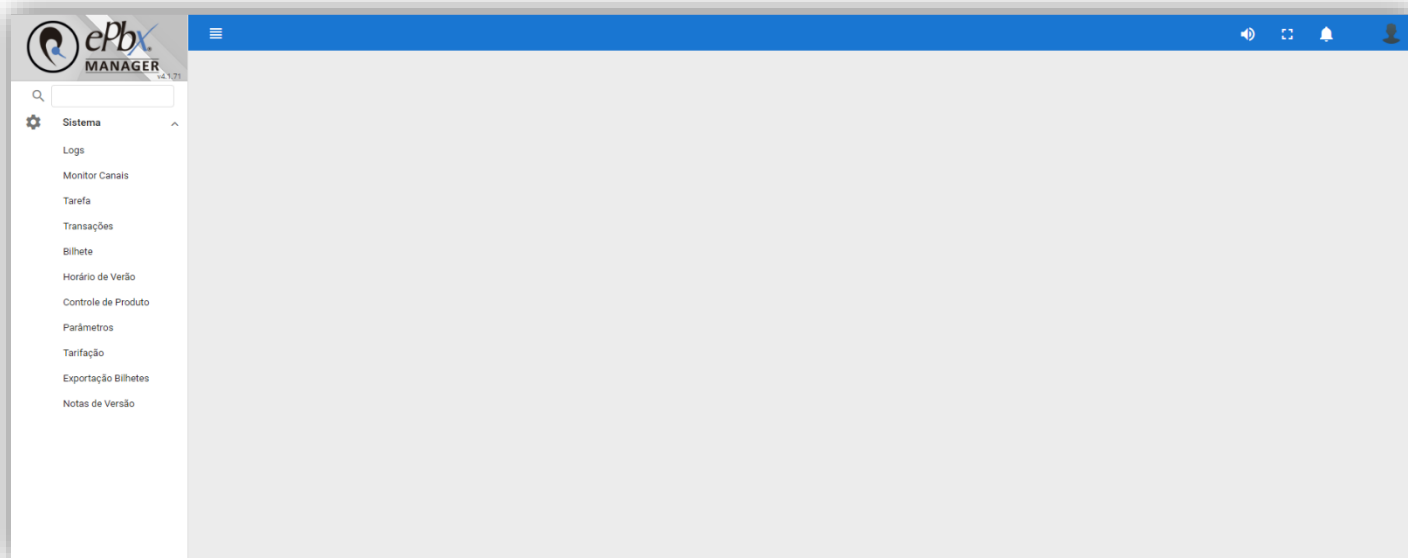 ePbx
MANAGER
v4.1.71
Sistema
Logs
Monitor Canais
Tarefa
Transações
Bilhete
Horário de Verão
Controle de Produto
Parâmetros
Tarifação
Exportação Bilhetes
Notas de Versão